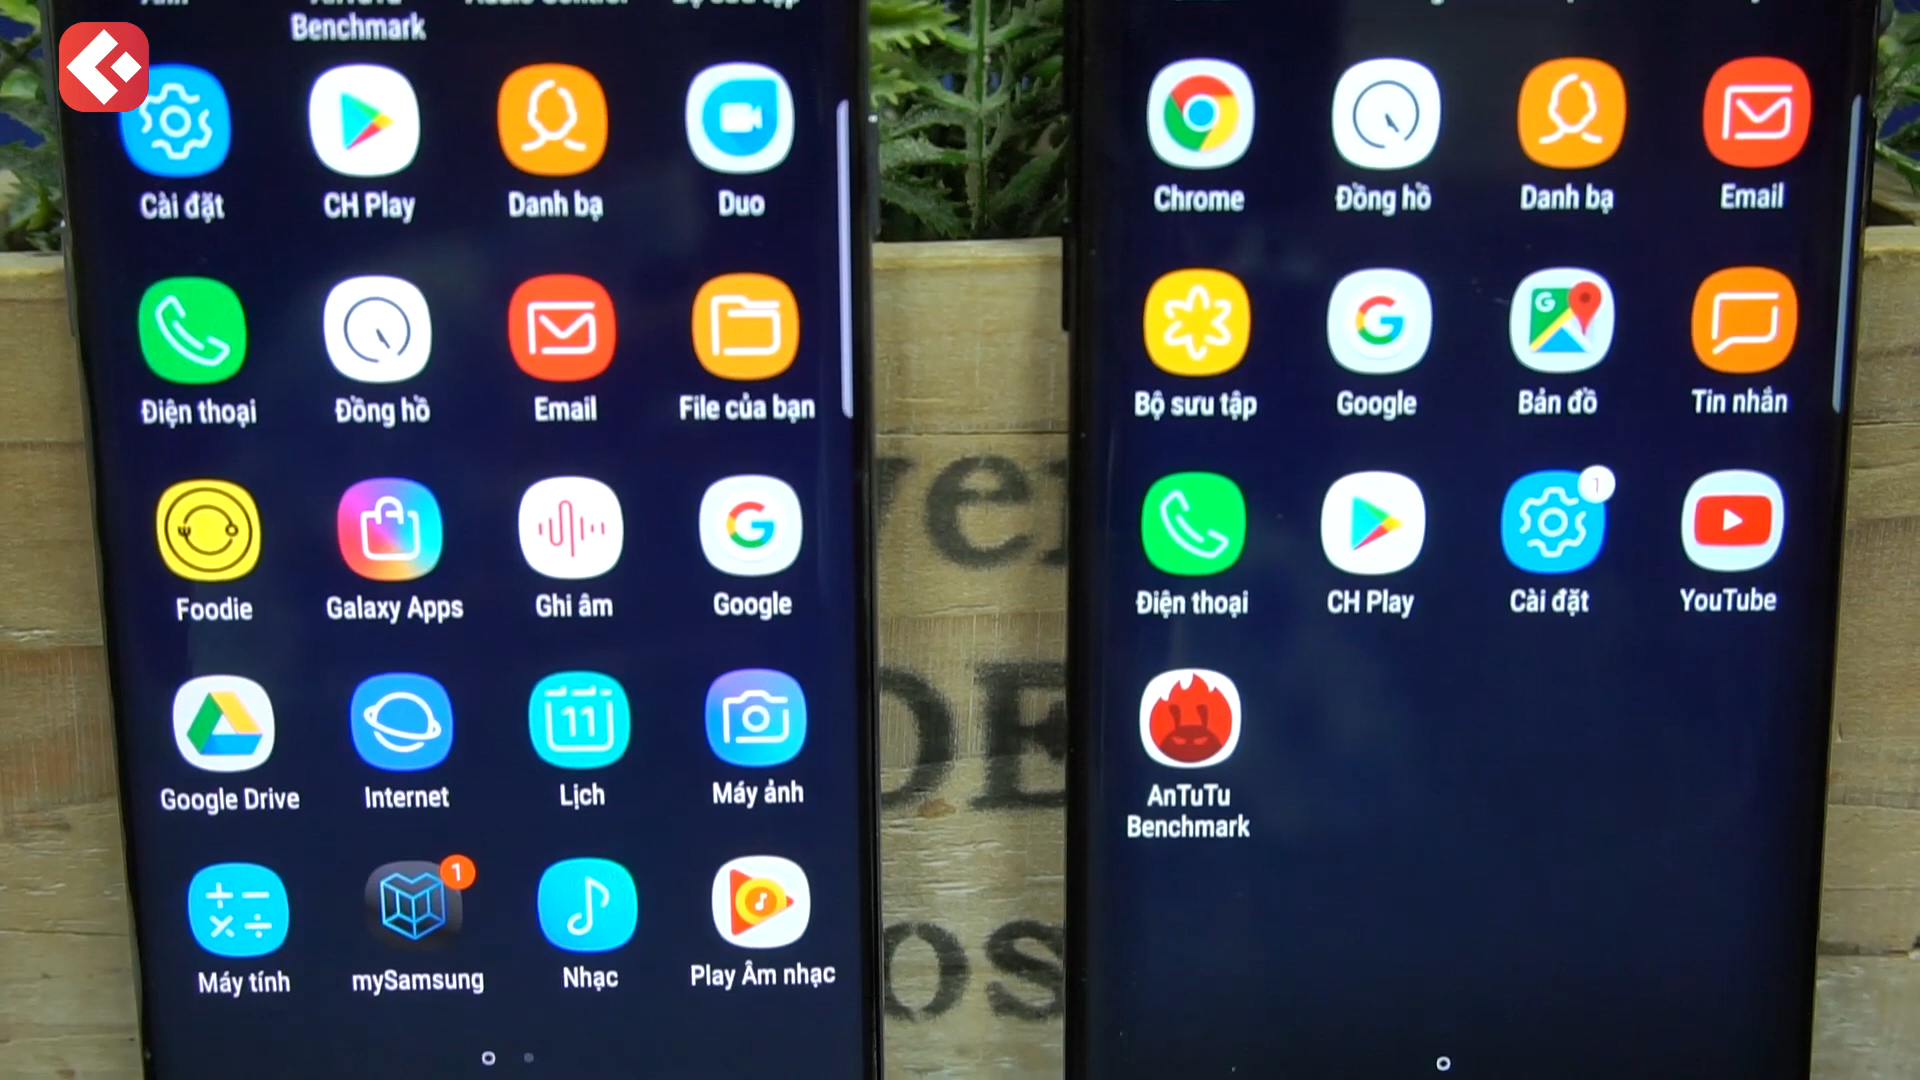 Benchmark
Cài đặt
CH Play
Danh bạ
Duo
Điện thoại
Đồng hồ
Email
File của bạn
Foodie
Galaxy Apps
Ghi âm
Google
Google Drive
Internet
11
Lịch
Máy ảnh
1
Máy tính
mySamsung
Nhạc
Play Âm nhạc
Chrome
Đồng hồ
Danh bạ
Email
G
Bộ sưu tập
Google
Bản đồ
Tin nhắn
1
Điện thoại
CH Play
Cài đặt
YouTube
AnTuTu
Benchmark